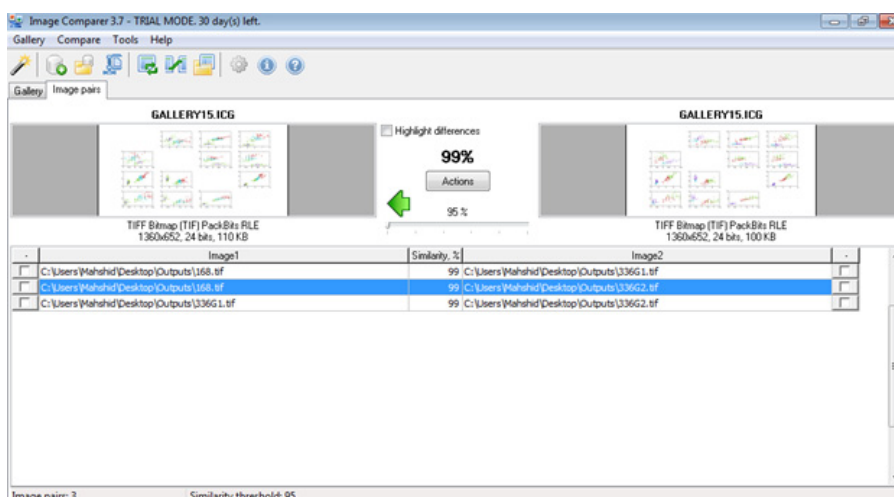 Image Comparer 3.7 - TRIAL MODE. 30 day(s) left.
Gallery Compare Tools Help
Gallery Image pairs
GALLERY15.ICG
GALLERY15.ICG
Highlight differences
99%
Actions
95 %
TIFF Bitmap (TIF) PackBits RLE
1360x652, 24 bits, 110 KB
TIFF Bitmap (TIF) PackBits RLE
1360x652, 24 bits, 100 KB
- Image1 Similarity, % Image2 -
C:\Users\Mahshid\Desktop\Outputs\168.tif 99 C:\Users\Mahshid\Desktop\Outputs\336G1.tif
C:\Users\Mahshid\Desktop\Outputs\168.tif 99 C:\Users\Mahshid\Desktop\Outputs\336G2.tif
C:\Users\Mahshid\Desktop\Outputs\336G1.tif 99 C:\Users\Mahshid\Desktop\Outputs\336G2.tif
Image pairs: 3 Similarity threshold: 95